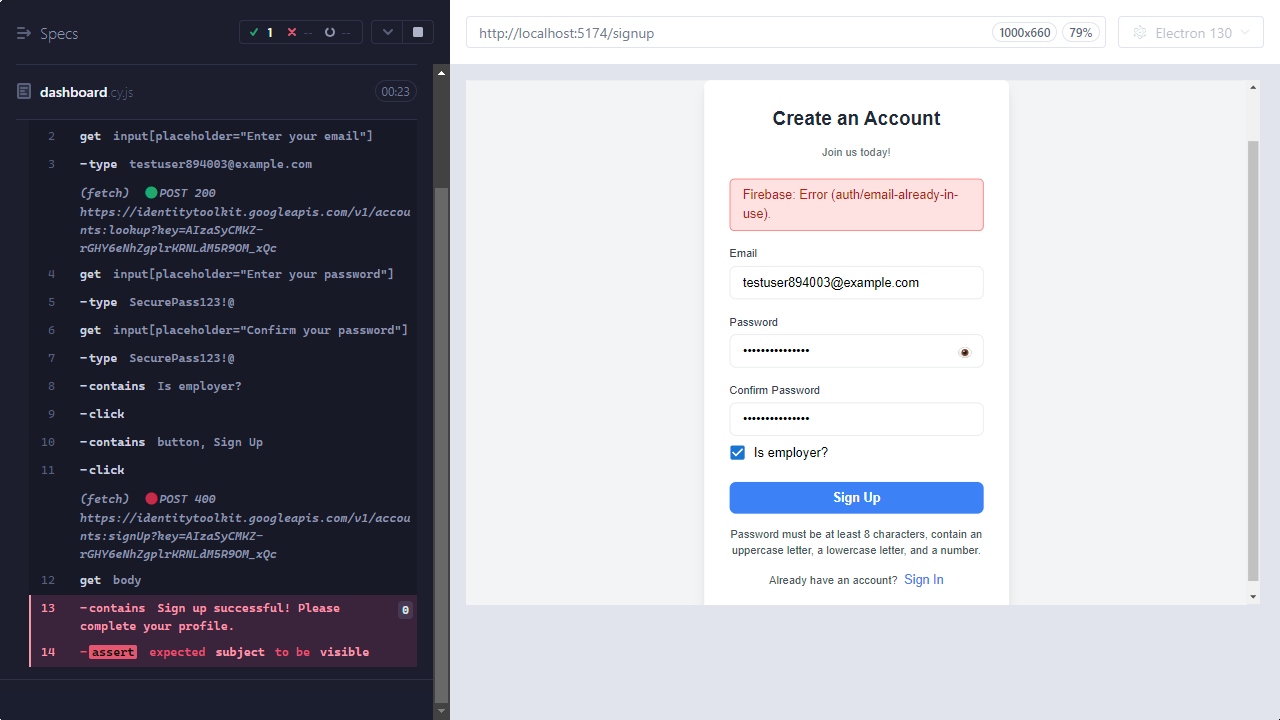 Specs
1 -- --
dashboard.cy.js
00:23
2 get input[placeholder="Enter your email"]
3 -type testuser894003@example.com
(fetch) POST 200
https://identitytoolkit.googleapis.com/v1/accou
nts:lookup?key=AIzaSyCMKZ-
rGHY6eNhZgplrKRNLdM5R9OM_xQc
4 get input[placeholder="Enter your password"]
5 -type SecurePass123!@
6 get input[placeholder="Confirm your password"]
7 -type SecurePass123!@
8 -contains Is employer?
9 -click
10 -contains button, Sign Up
11 -click
(fetch) POST 400
https://identitytoolkit.googleapis.com/v1/accou
nts:signUp?key=AIzaSyCMKZ-
rGHY6eNhZgplrKRNLdM5R9OM_xQc
12 get body
13 -contains Sign up successful! Please
complete your profile.
0
14 -assert expected subject to be visible
http://localhost:5174/signup
1000x660
79%
Electron 130
Create an Account
Join us today!
Firebase: Error (auth/email-already-in-
use).
Email
testuser894003@example.com
Password
•••••••••••••••
Confirm Password
•••••••••••••••
Is employer?
Sign Up
Password must be at least 8 characters, contain an
uppercase letter, a lowercase letter, and a number.
Already have an account? Sign In